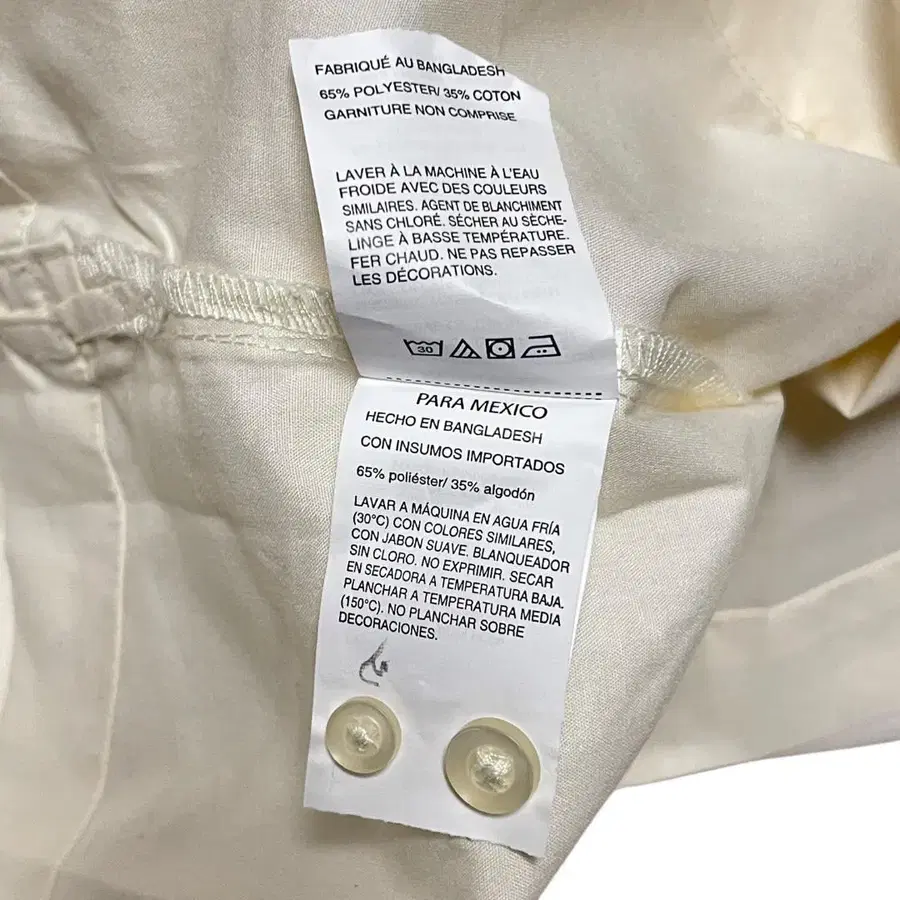 FABRIQUÉ AU BANGLADESH
65% POLYESTER/ 35% COTON
GARNITURE NON COMPRISE
LAVER À LA MACHINE À L'EAU
FROIDE AVEC DES COULEURS
SIMILAIRES. AGENT DE BLANCHIMENT
SANS CHLORÉ. SÉCHER AU SÈCHE-
LINGE À BASSE TEMPÉRATURE.
FER CHAUD. NE PAS REPASSER
LES DÉCORATIONS.
30
PARA MEXICO
HECHO EN BANGLADESH
CON INSUMOS IMPORTADOS
65% poliéster/ 35% algodón
LAVAR A MÁQUINA EN AGUA FRÍA
(30°C) CON COLORES SIMILARES,
CON JABON SUAVE. BLANQUEADOR
SIN CLORO. NO EXPRIMIR. SECAR
EN SECADORA A TEMPERATURA BAJA.
PLANCHAR A TEMPERATURA MEDIA
(150°C). NO PLANCHAR SOBRE
DECORACIONES.